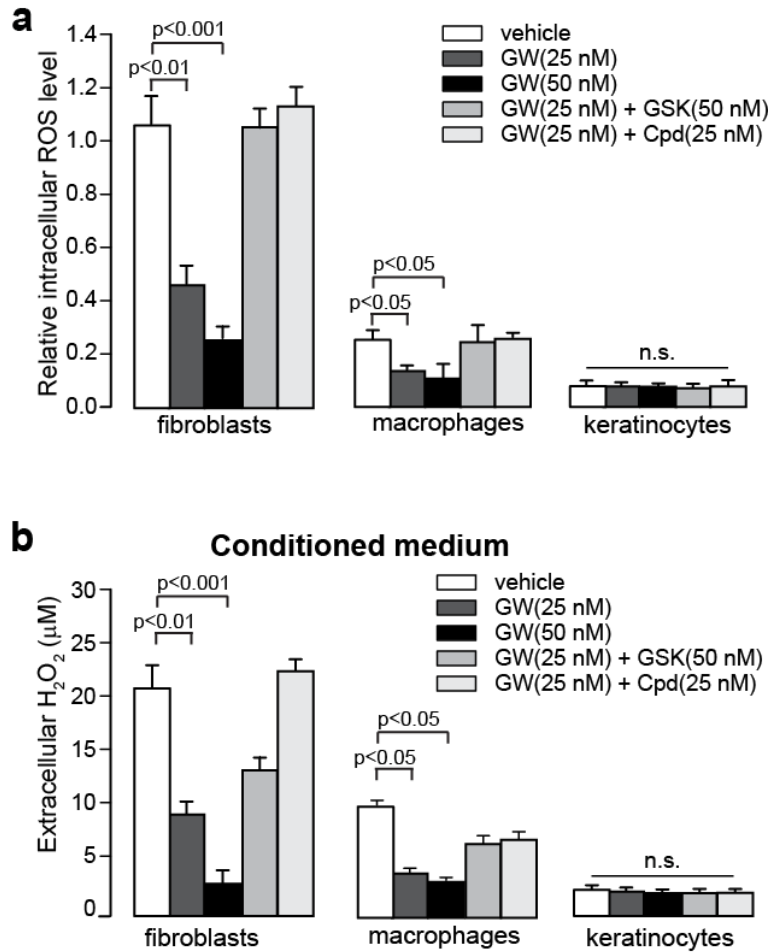 a
Relative intracellular ROS level
1.4
1.2
1.0
0.8
0.6
0.4
0.2
0.0
p<0.001
p<0.01
p<0.05
p<0.05
n.s.
vehicle
GW(25 nM)
GW(50 nM)
GW(25 nM) + GSK(50 nM)
GW(25 nM) + Cpd(25 nM)
fibroblasts
macrophages
keratinocytes
b
Conditioned medium
Extracellular H₂O₂ (μM)
30
25
20
15
10
5
0
p<0.001
p<0.01
p<0.05
p<0.05
n.s.
vehicle
GW(25 nM)
GW(50 nM)
GW(25 nM) + GSK(50 nM)
GW(25 nM) + Cpd(25 nM)
fibroblasts
macrophages
keratinocytes